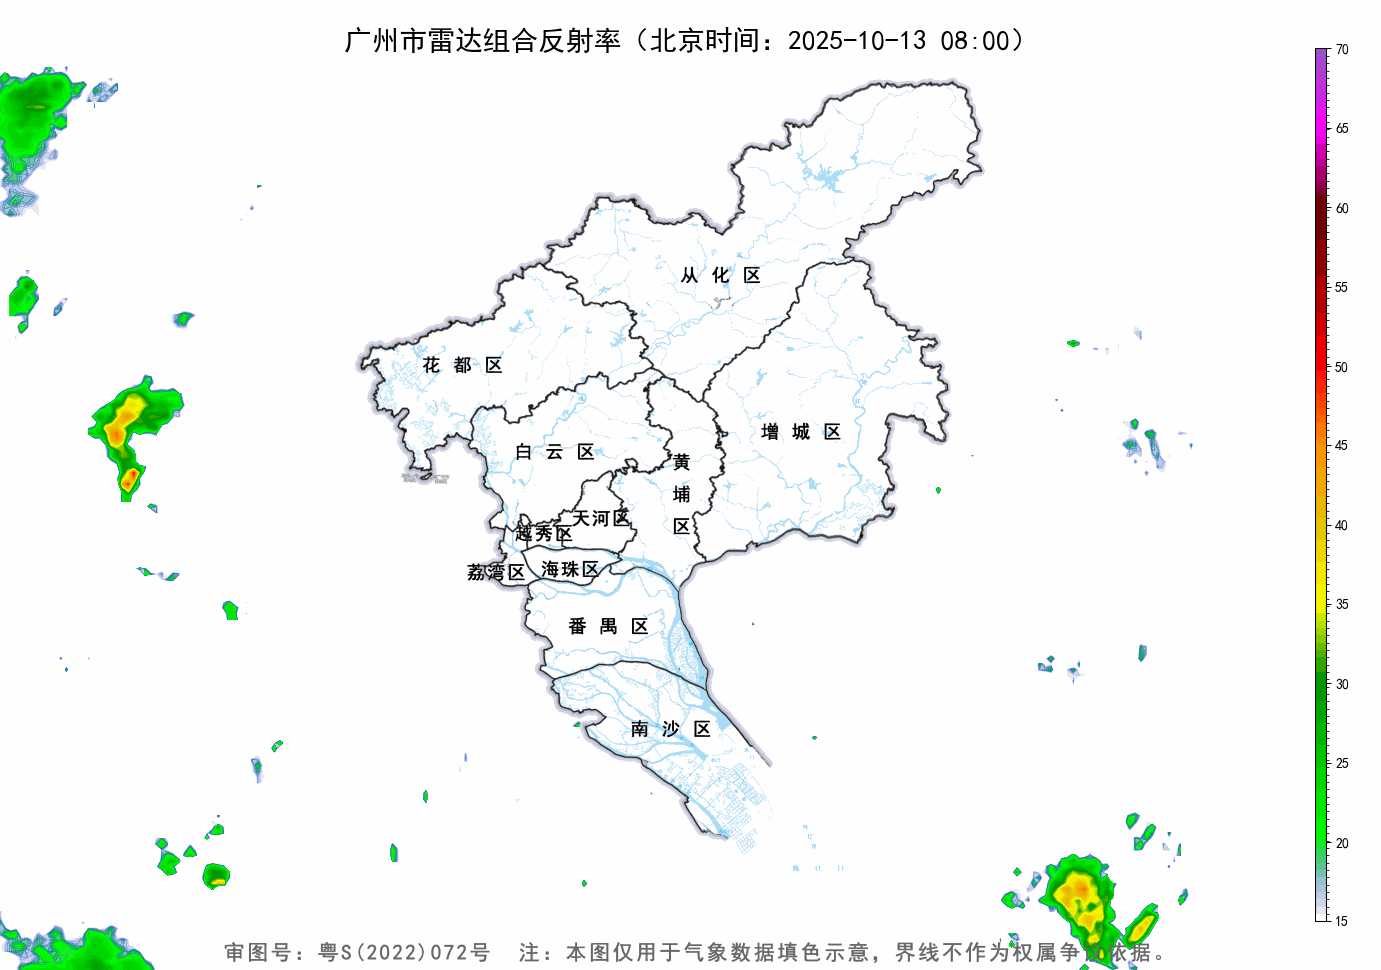 广州市雷达组合反射率（北京时间：2025-10-13 08:00）
70
65
60
55
50
45
40
35
30
25
20
15
从 化 区
花 都 区
增 城 区
白 云 区
黄
埔
区
天河区
越秀区
荔湾区
海珠区
番 禺 区
南 沙 区
审图号：粤S(2022)072号 注：本图仅用于气象数据填色示意，界线不作为权属争议依据。